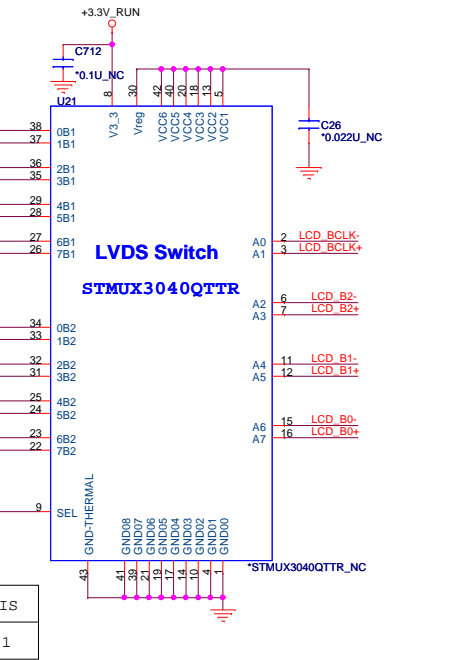 +3.3V_RUN
C712
*0.1U_NC
U21
8
30
42
40
20
18
13
5
V3_3
Vreg
VCC6
VCC5
VCC4
VCC3
VCC2
VCC1
C26
*0.022U_NC
38 0B1
37 1B1
36 2B1
35 3B1
29 4B1
28 5B1
27 6B1
26 7B1
LVDS Switch
STMUX3040QTTR
A0 2 LCD_BCLK-
A1 3 LCD_BCLK+
A2 6 LCD_B2-
A3 7 LCD_B2+
34 0B2
33 1B2
32 2B2
31 3B2
A4 11 LCD_B1-
A5 12 LCD_B1+
25 4B2
24 5B2
23 6B2
22 7B2
A6 15 LCD_B0-
A7 16 LCD_B0+
9 SEL
GND-THERMAL
GND08
GND07
GND06
GND05
GND04
GND03
GND02
GND01
GND00
43
41
39
21
19
17
14
10
4
1
*STMUX3040QTTR_NC
IS
1